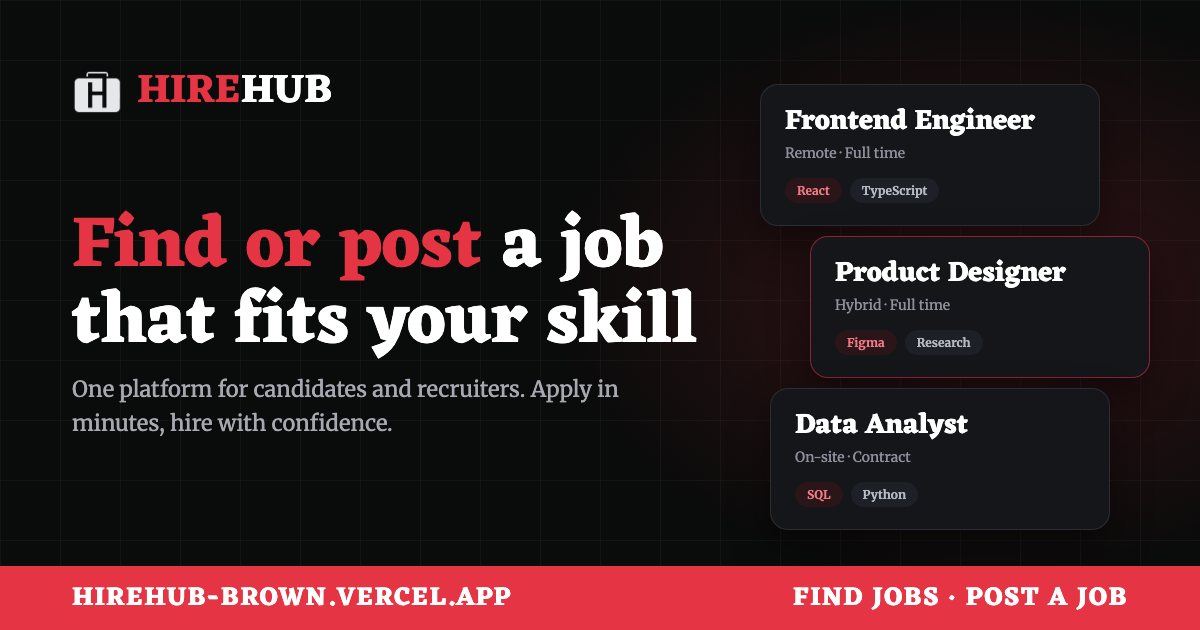 H HIREHUB
Find or post a job
that fits your skill
One platform for candidates and recruiters. Apply in
minutes, hire with confidence.
Frontend Engineer
Remote · Full time
React TypeScript
Product Designer
Hybrid · Full time
Figma Research
Data Analyst
On-site · Contract
SQL Python
HIREHUB-BROWN.VERCEL.APP
FIND JOBS · POST A JOB